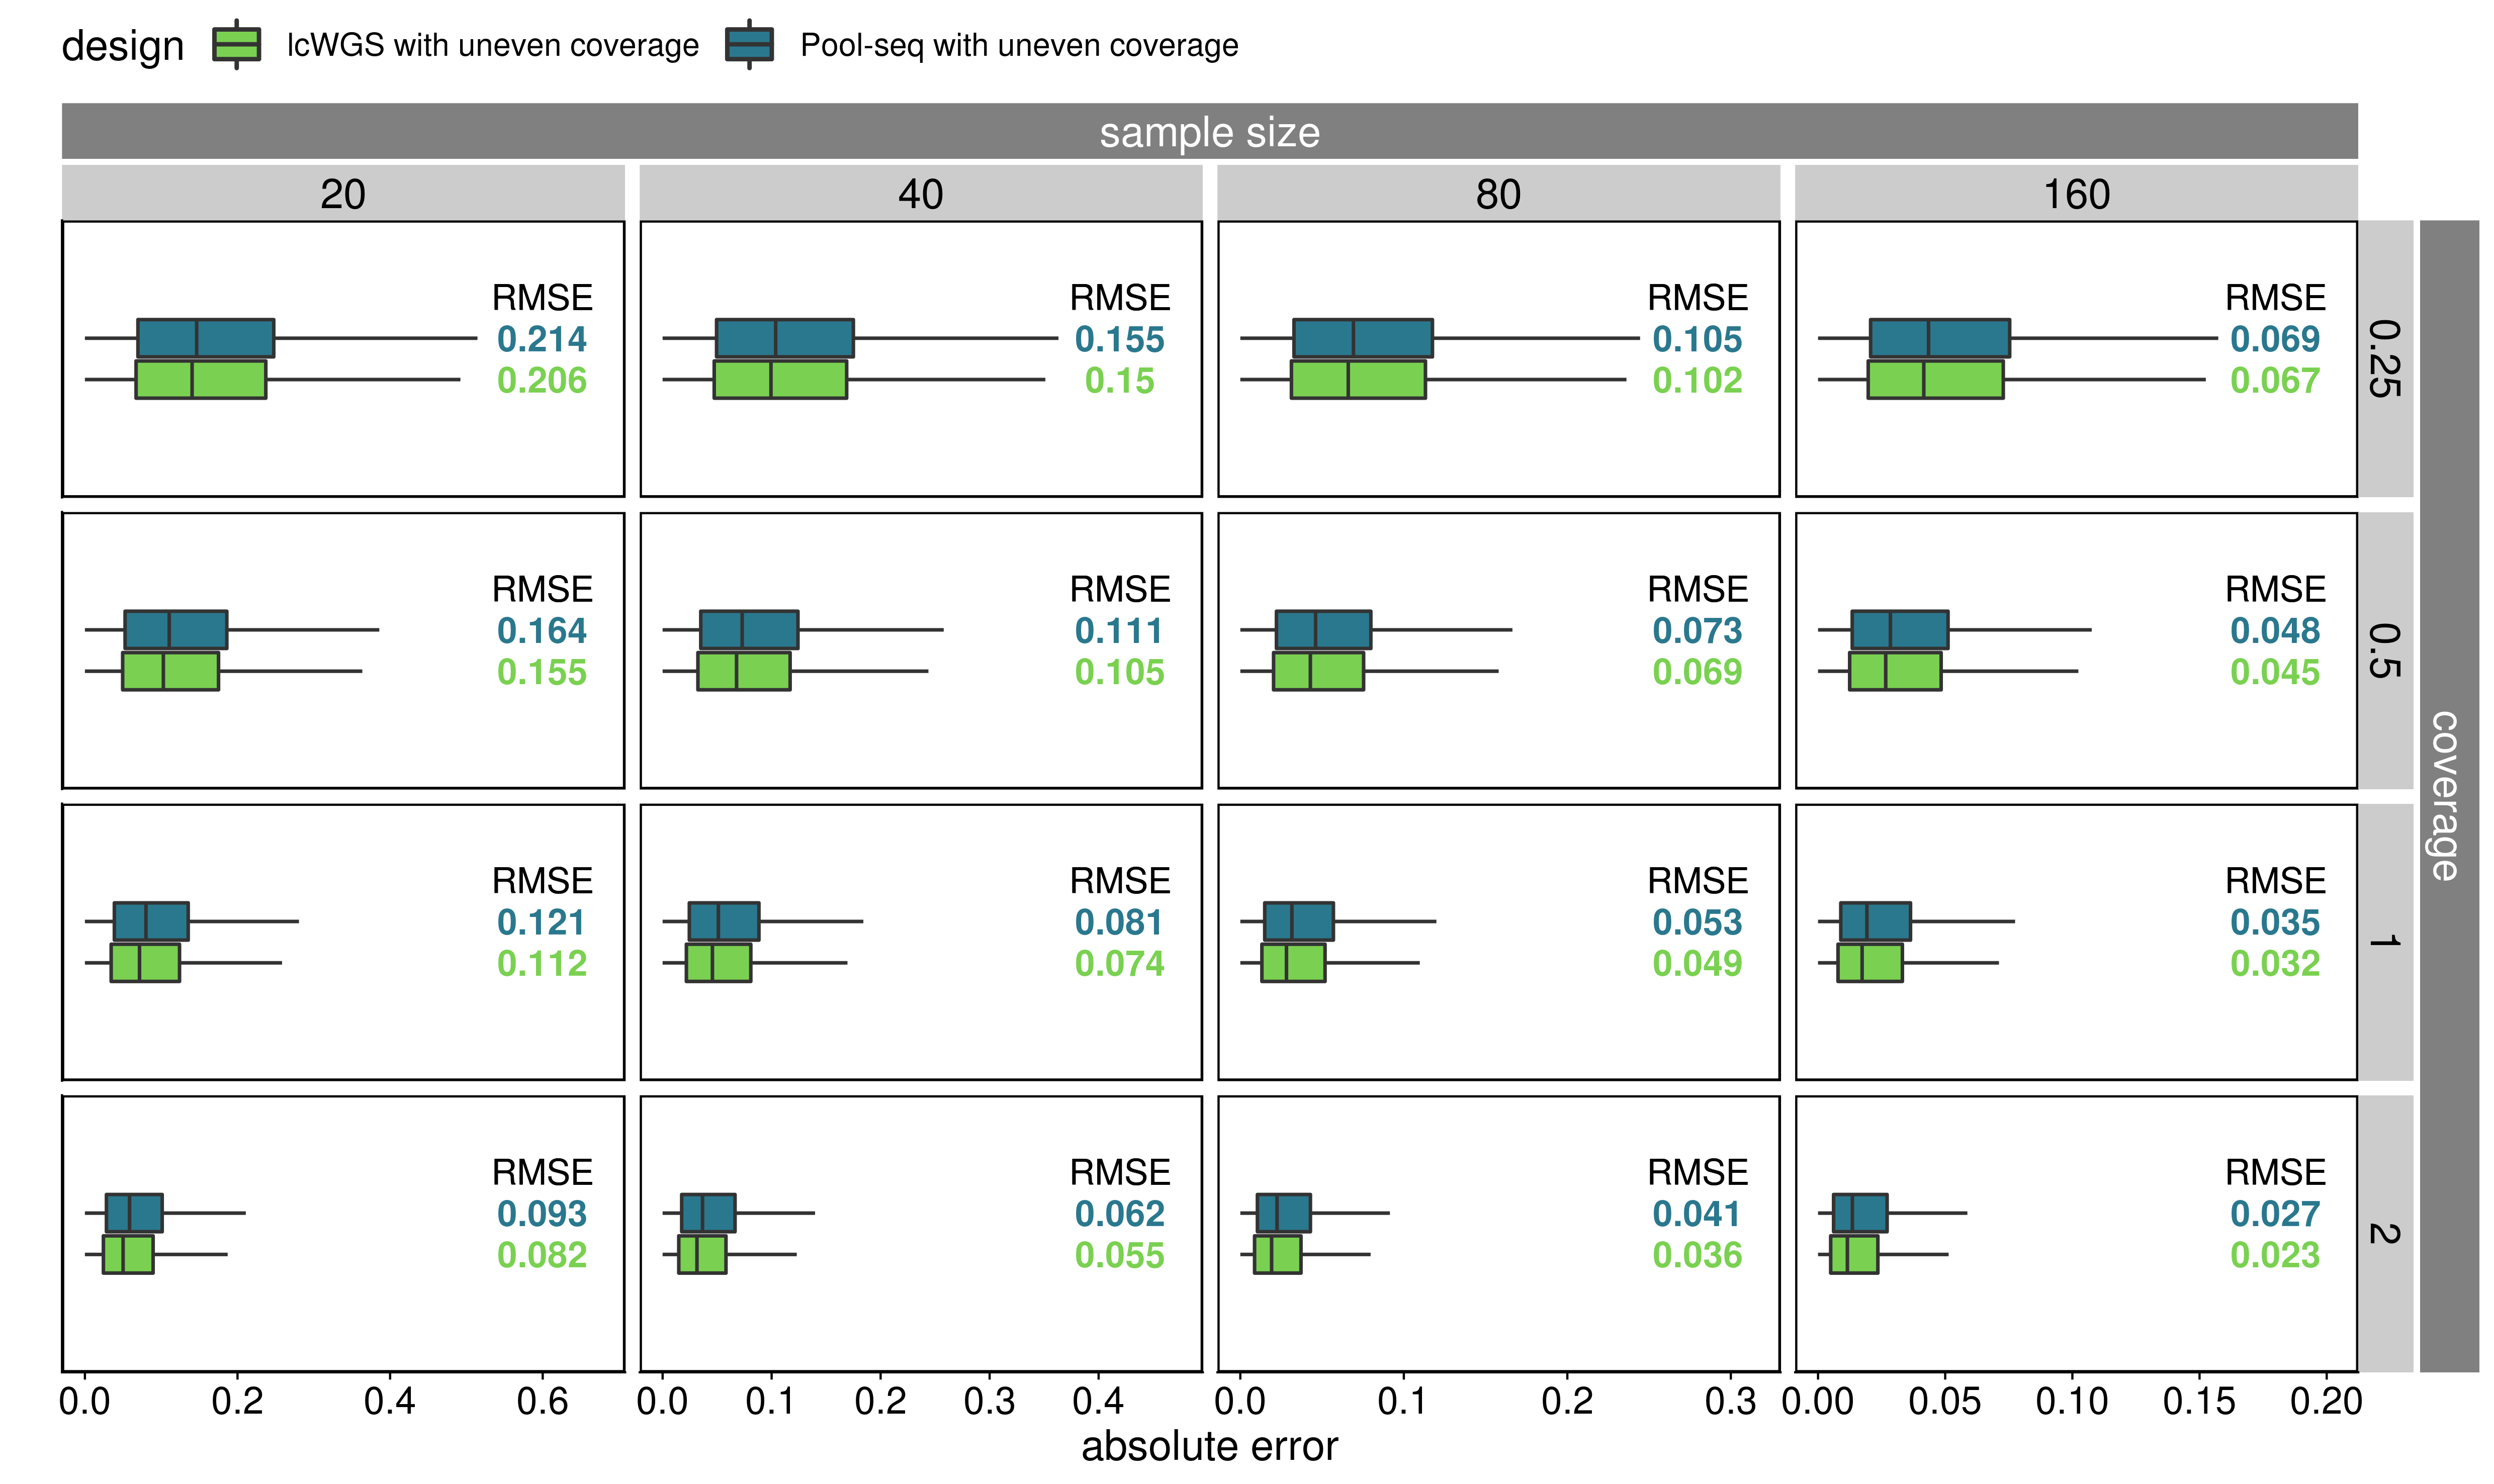 design lcWGS with uneven coverage Pool-seq with uneven coverage
sample size
20 40 80 160
RMSE RMSE RMSE RMSE
0.214 0.155 0.105 0.069
0.206 0.15 0.102 0.067
0.25
RMSE RMSE RMSE RMSE
0.164 0.111 0.073 0.048
0.155 0.105 0.069 0.045
0.5
RMSE RMSE RMSE RMSE
0.121 0.081 0.053 0.035
0.112 0.074 0.049 0.032
1
RMSE RMSE RMSE RMSE
0.093 0.062 0.041 0.027
0.082 0.055 0.036 0.023
2
coverage
0.0 0.2 0.4 0.6 0.0 0.1 0.2 0.3 0.4 0.0 0.1 0.2 0.3 0.00 0.05 0.10 0.15 0.20
absolute error